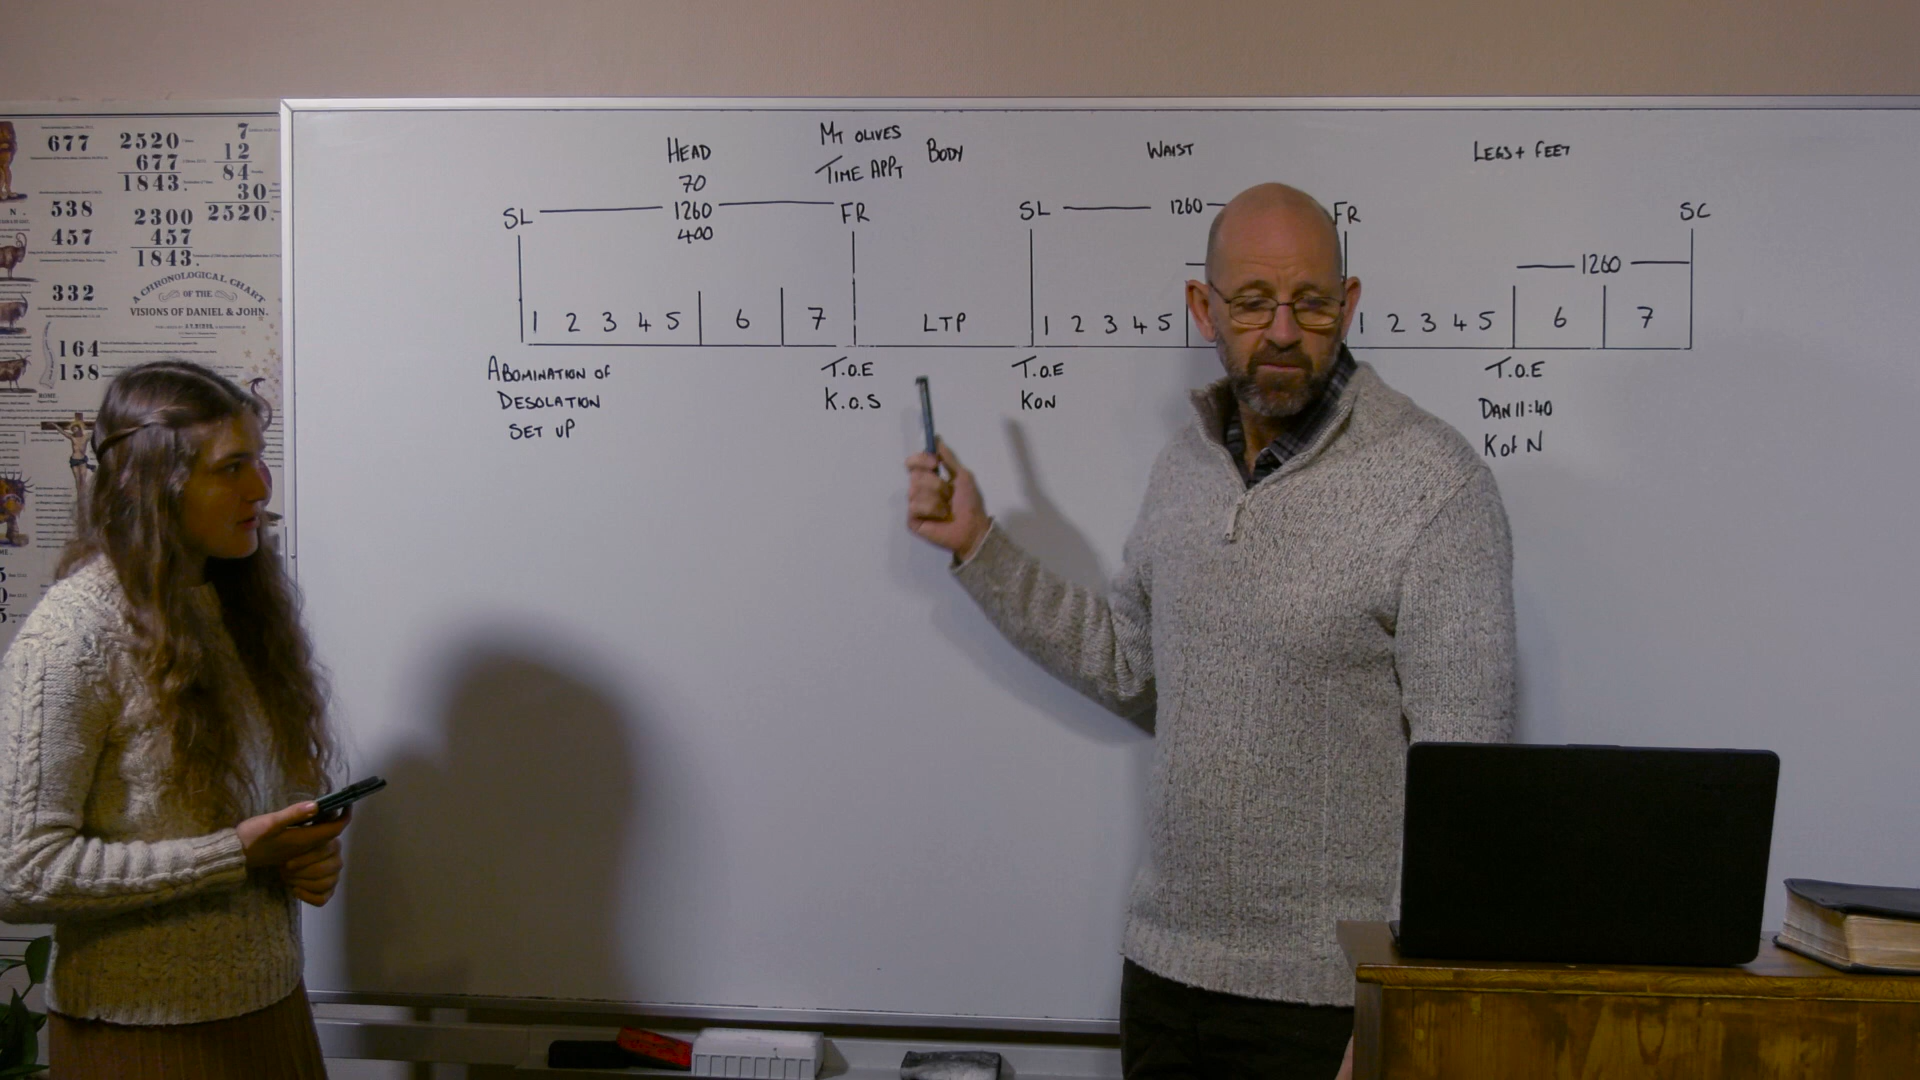 HEAD
MT OLIVES
TIME APPT
BODY
WAIST
LEGS + FEET
70
SL 1260 FR SL 1260 FR SC
400
1260
1 2 3 4 5 6 7 LTP 1 2 3 4 5 1 2 3 4 5 6 7
ABOMINATION OF
DESOLATION
SET UP
T.O.E
K.O.S
T.O.E
KON
T.O.E
DAN 11:40
K of N
677
2520
677
1843.
7
12
84
30
2520.
538
457
2300
457
1843.
332
A CHRONOLOGICAL CHART
OF THE
VISIONS OF DANIEL & JOHN.
164
158